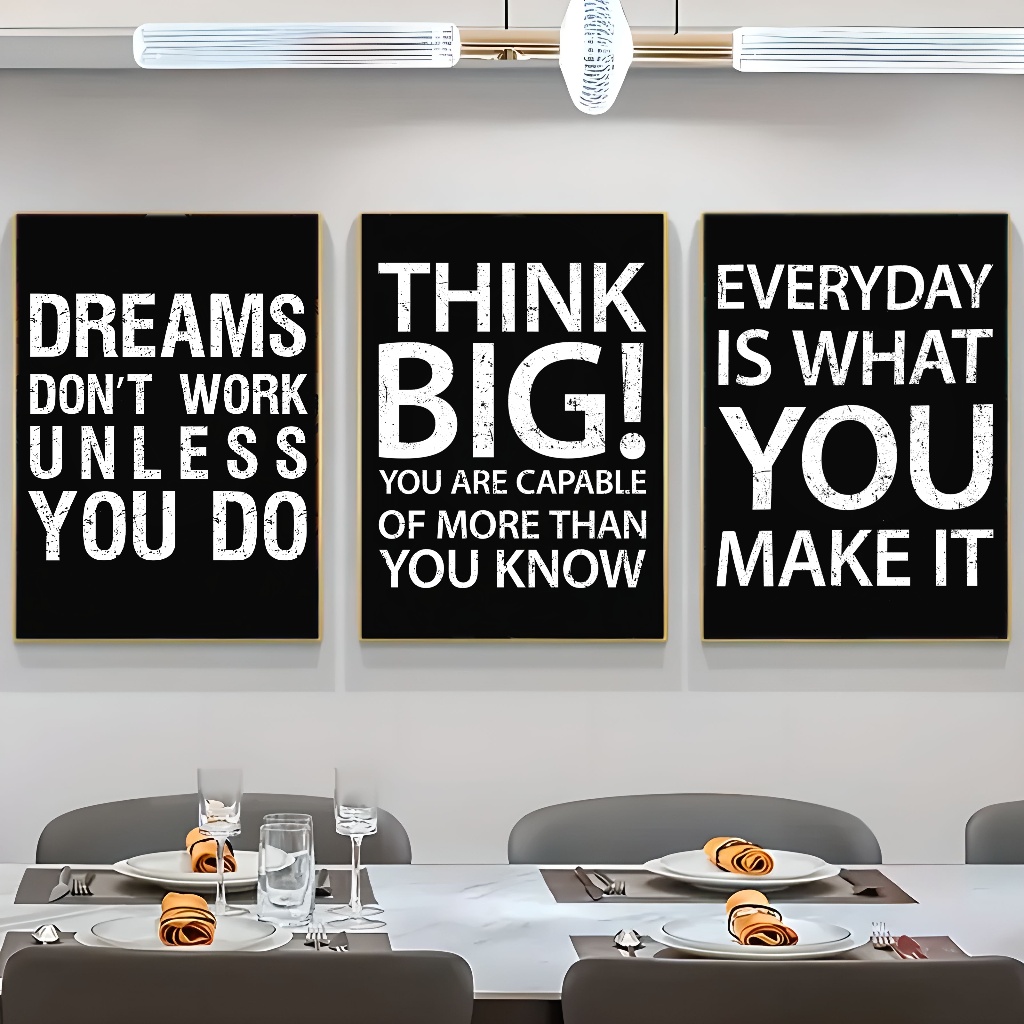 DREAMS
DON'T WORK
UNLESS
YOU DO
THINK
BIG!
YOU ARE CAPABLE
OF MORE THAN
YOU KNOW
EVERYDAY
IS WHAT
YOU
MAKE IT